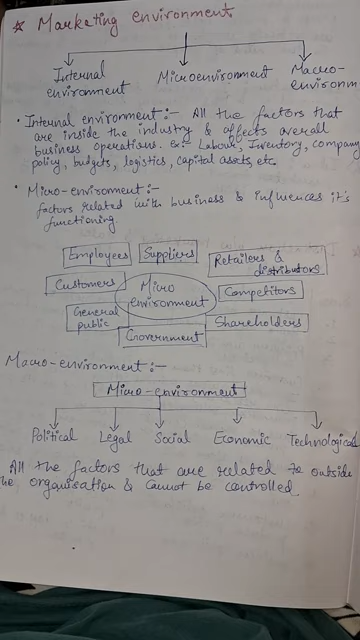 * Marketing environment
Internal
environment
Microenvironment
Macro-
environm
• Internal environment:- All the factors that
are inside the industry & affects overall
business operations. Ex- Labour, Inventory, company
policy, budgets, logistics, capital assets, etc.
• Micro-environment:-
factors related with business & influences it's
functioning.
Employees
Suppliers
Retailers &
distributors
Customers
Micro
environment
Competitors
General
public
Shareholders
Government
Macro-environment:-
Micro-environment
Political Legal Social Economic Technological
All the factors that are related to outside
the organisation & cannot be controlled